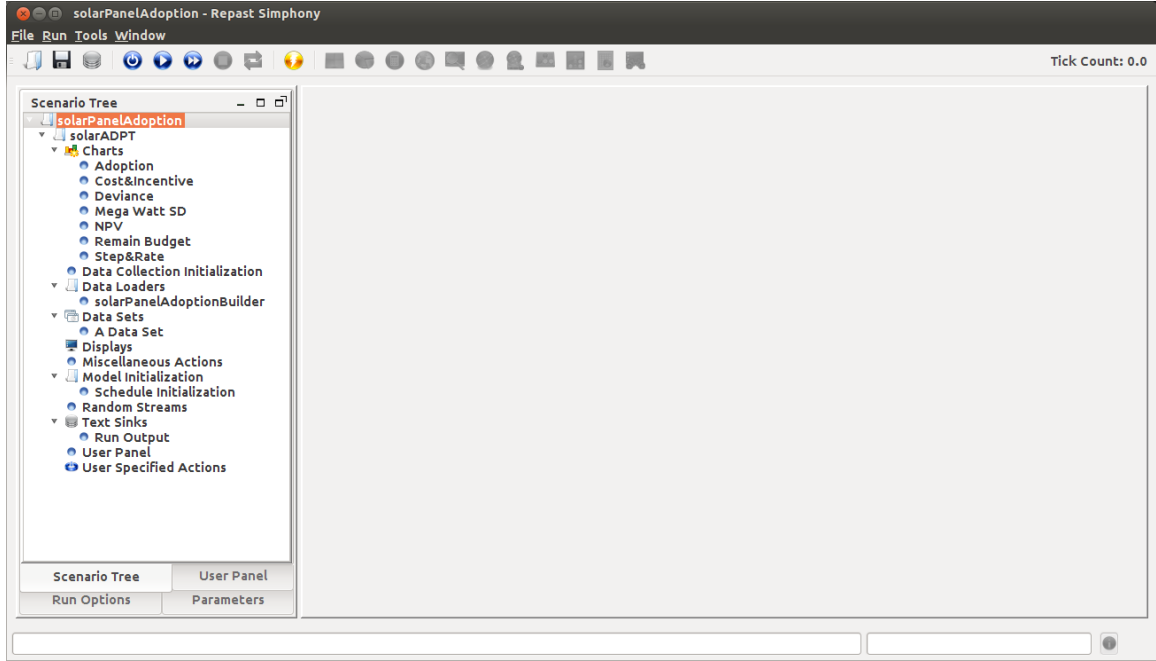 solarPanelAdoption - Repast Simphony
File Run Tools Window
Tick Count: 0.0
Scenario Tree
solarPanelAdoption
solarADPT
Charts
Adoption
Cost&Incentive
Deviance
Mega Watt SD
NPV
Remain Budget
Step&Rate
Data Collection Initialization
Data Loaders
solarPanelAdoptionBuilder
Data Sets
A Data Set
Displays
Miscellaneous Actions
Model Initialization
Schedule Initialization
Random Streams
Text Sinks
Run Output
User Panel
User Specified Actions
Scenario Tree User Panel
Run Options Parameters